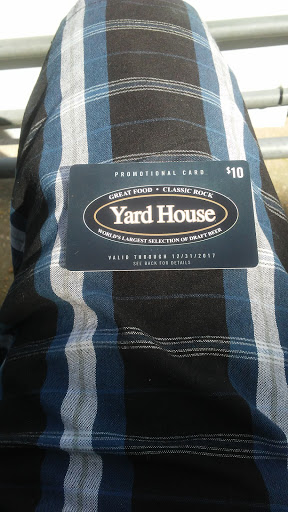 PROMOTIONAL CARD $10
GREAT FOOD • CLASSIC ROCK
Yard House
WORLD'S LARGEST SELECTION OF DRAFT BEER
VALID THROUGH 12/31/2017
SEE BACK FOR DETAILS